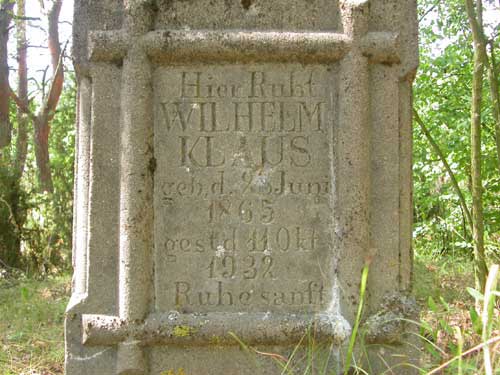 Hier Ruht
WILHELM
KLAUS
geb. d. Juni
1865
gest d 11 Okt
1932
Ruhe sanft